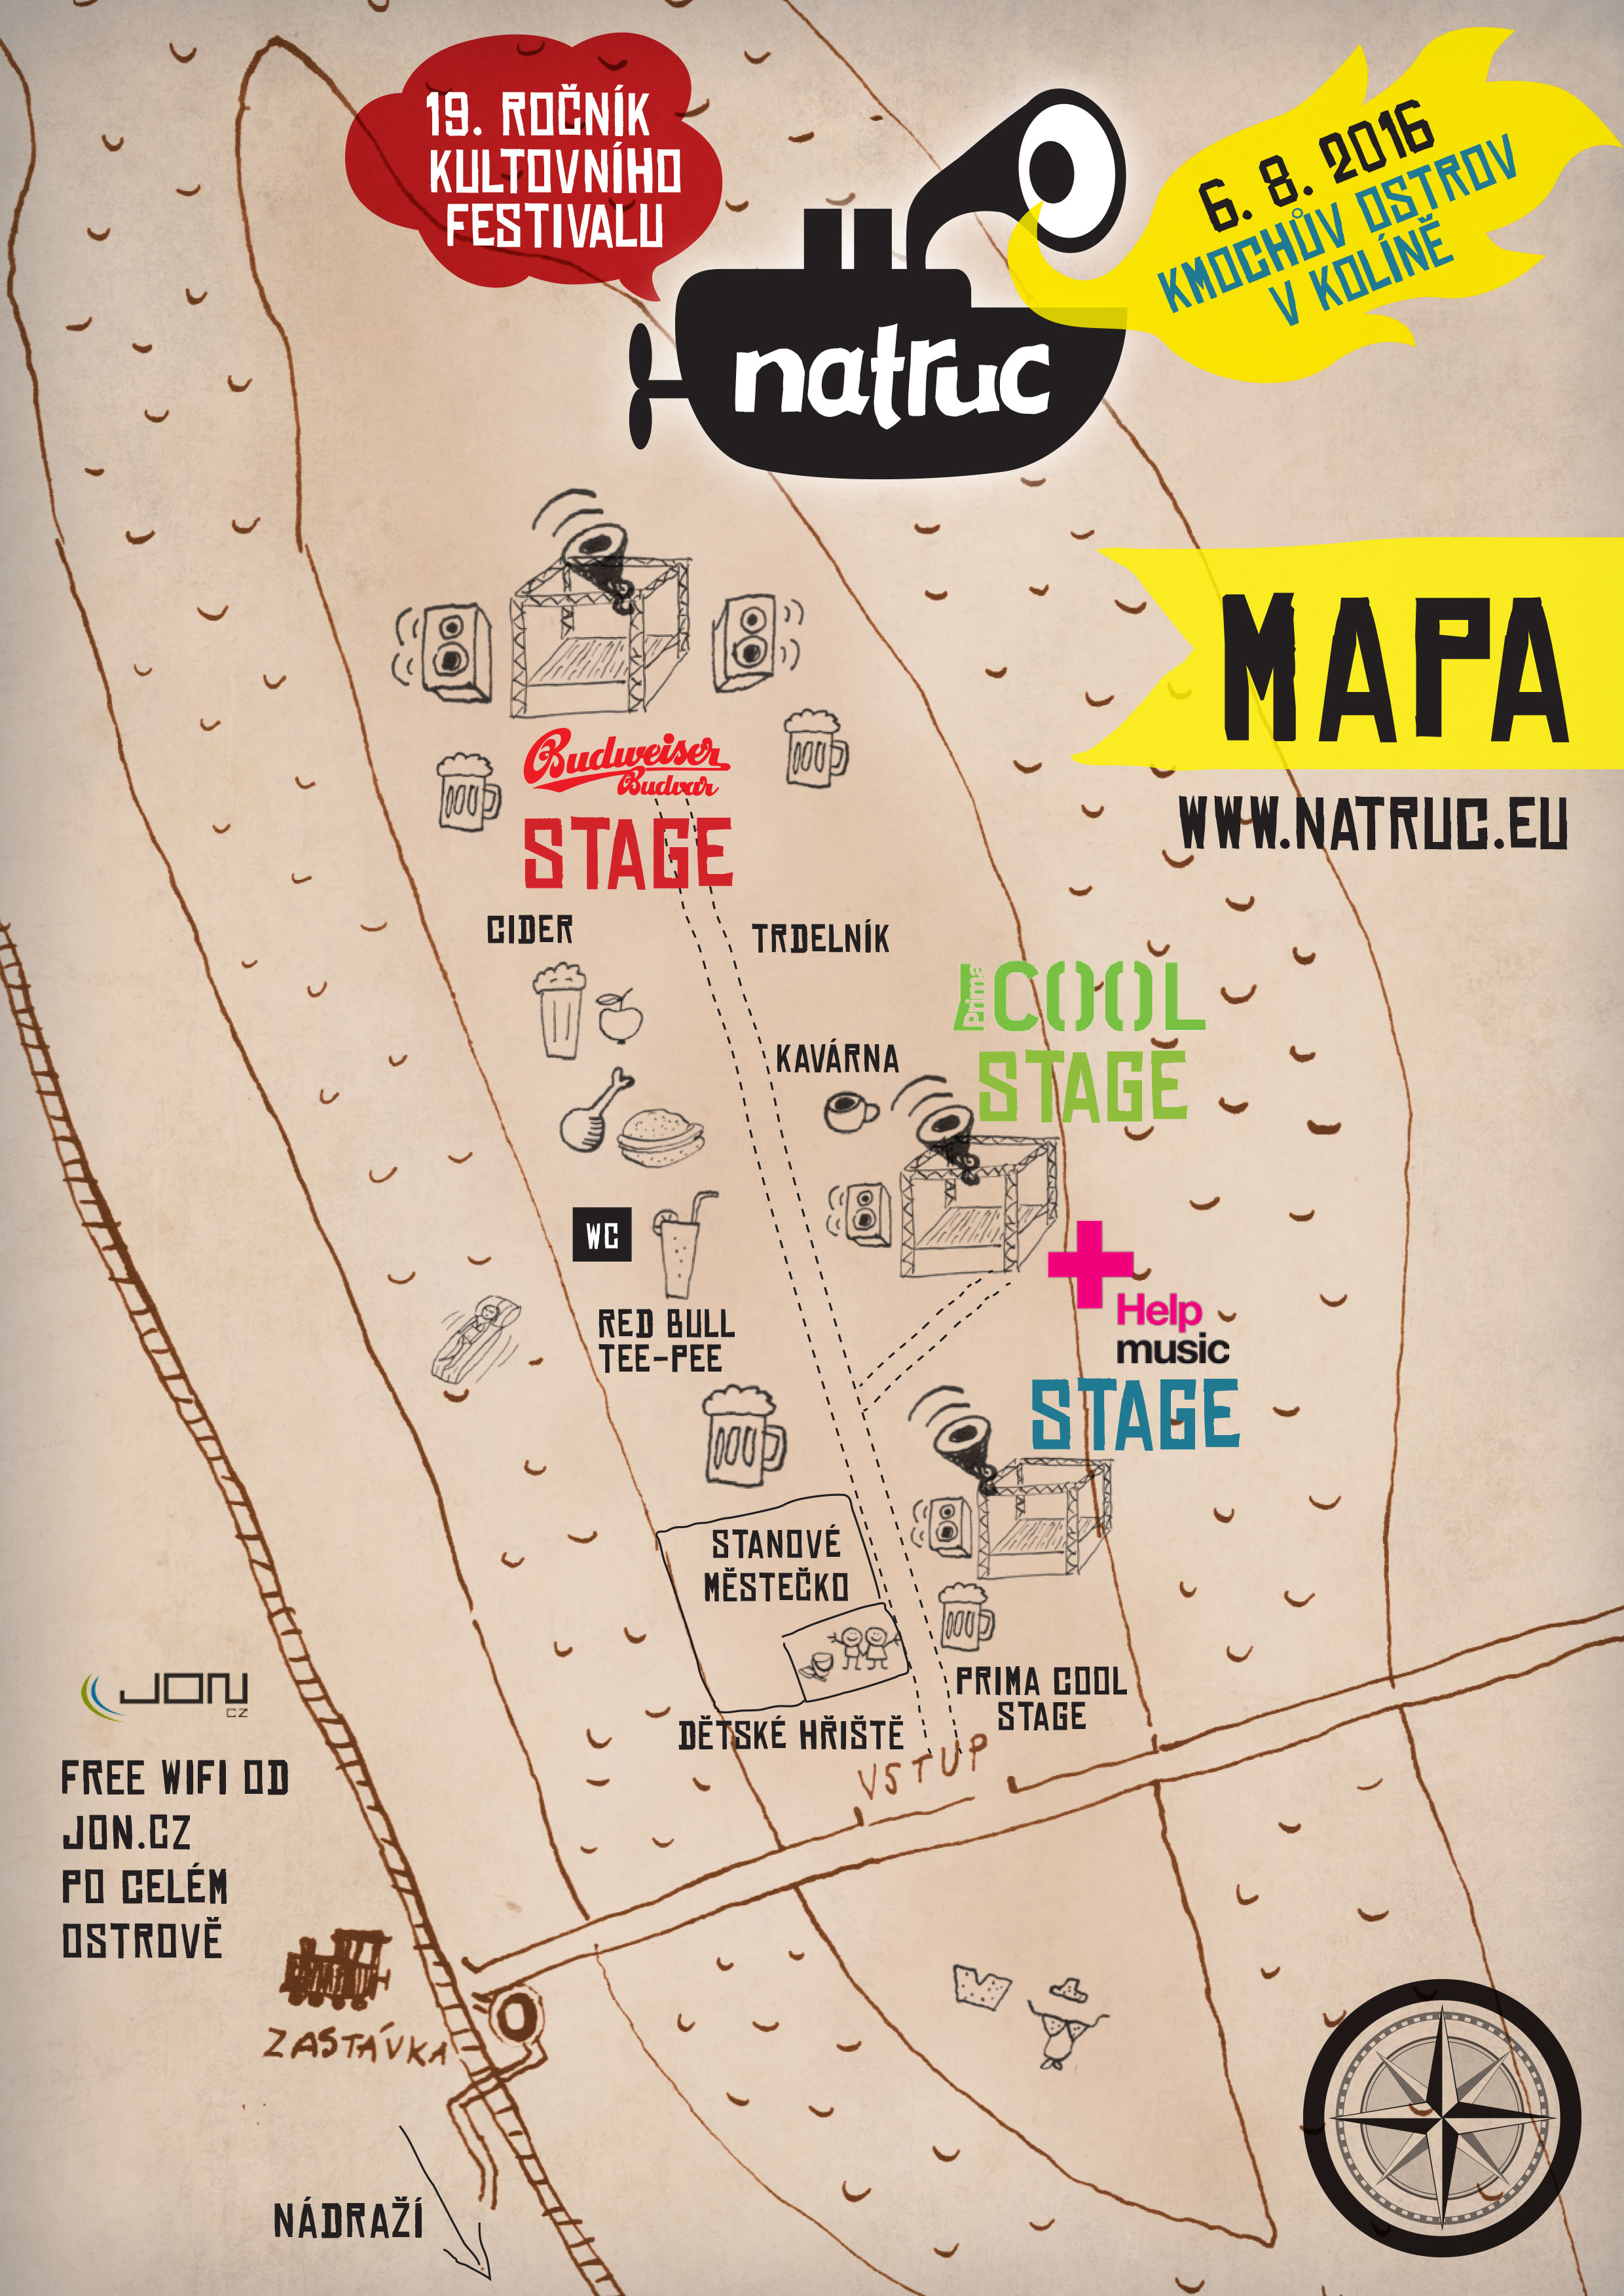 19. ROČNÍK
KULTOVNÍHO
FESTIVALU
6. 8. 2016
KMOCHŮV OSTROV
V KOLÍNĚ
natruc
MAPA
WWW.NATRUC.EU
Budweiser
Budvar
STAGE
CIDER
TRDELNÍK
Prima COOL
STAGE
KAVÁRNA
WC
RED BULL
TEE-PEE
Help
music
STAGE
STANOVÉ
MĚSTEČKO
PRIMA COOL
STAGE
DĚTSKÉ HŘIŠTĚ
VSTUP
JON
CZ
FREE WIFI OD
JON.CZ
PO CELÉM
OSTROVĚ
ZASTÁVKA
NÁDRAŽÍ